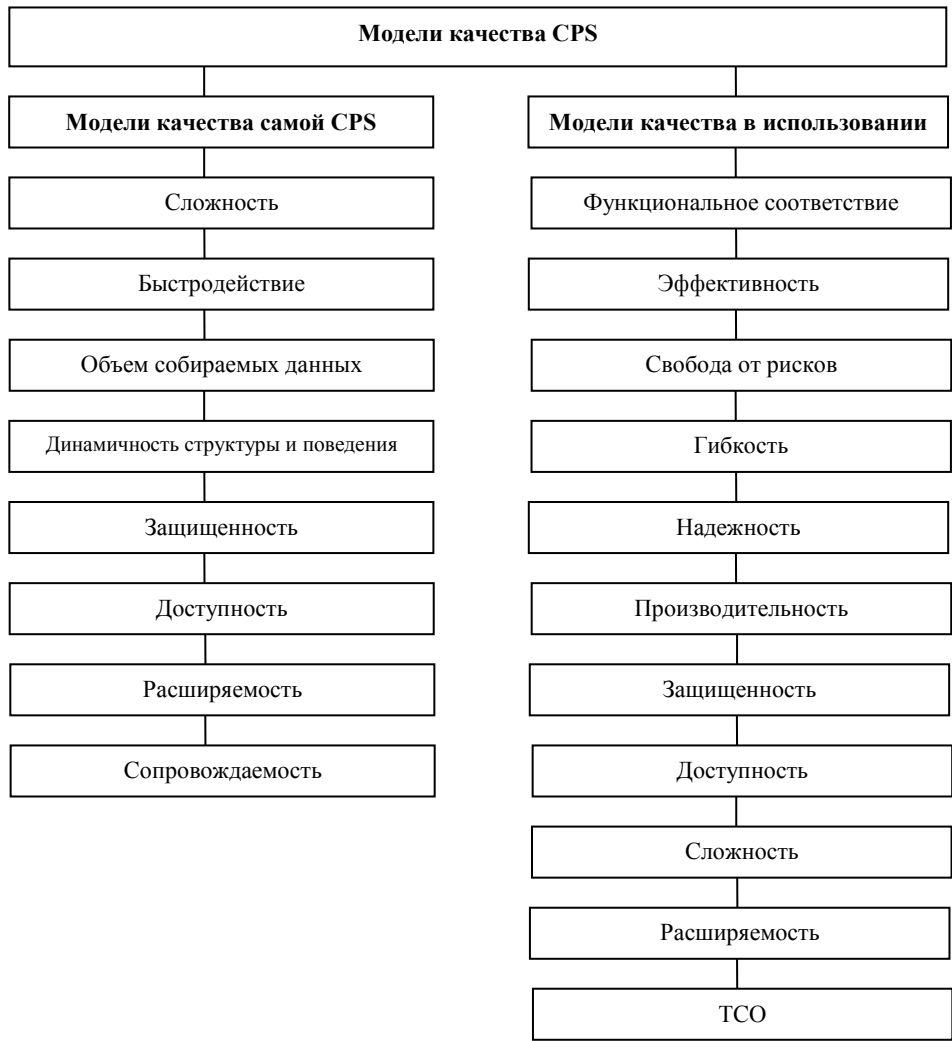 Модели качества CPS
Модели качества самой CPS
Сложность
Быстродействие
Объем собираемых данных
Динамичность структуры и поведения
Защищенность
Доступность
Расширяемость
Сопровождаемость
Модели качества в использовании
Функциональное соответствие
Эффективность
Свобода от рисков
Гибкость
Надежность
Производительность
Защищенность
Доступность
Сложность
Расширяемость
TCO